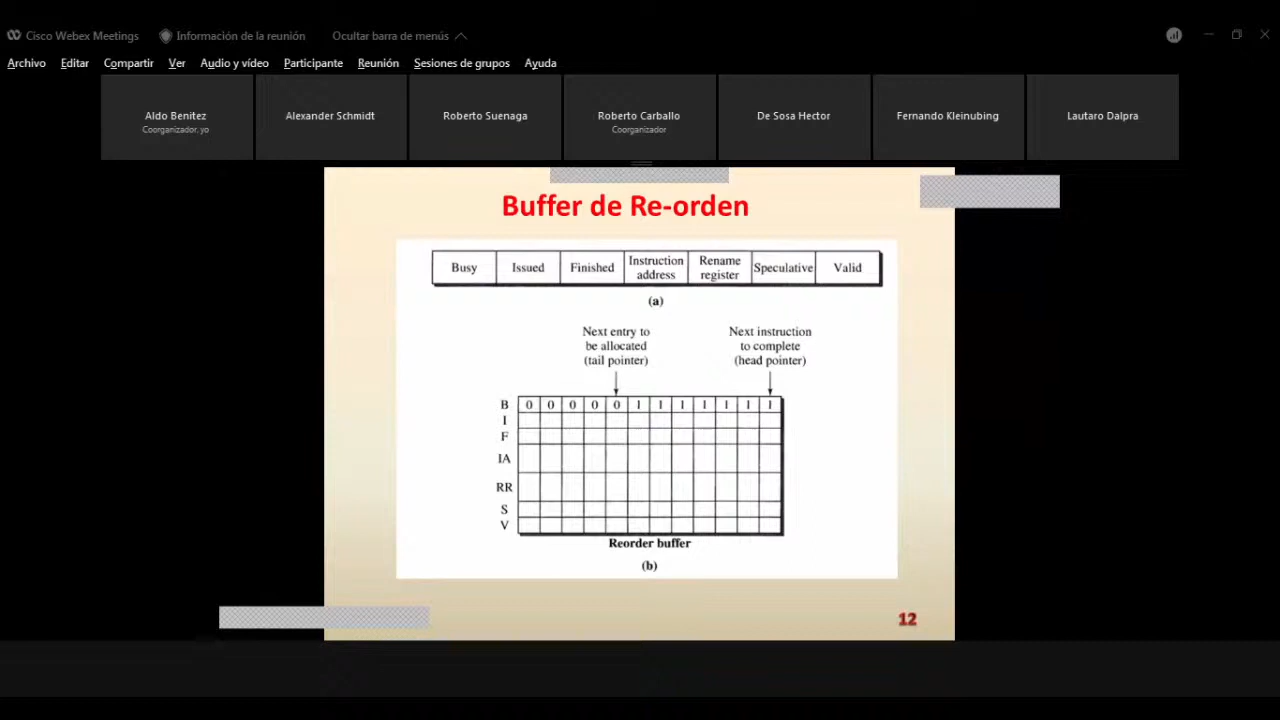 Cisco Webex Meetings Información de la reunión Ocultar barra de menús
Archivo Editar Compartir Ver Audio y vídeo Participante Reunión Sesiones de grupos Ayuda
Aldo Benitez
Coorganizador, yo
Alexander Schmidt
Roberto Suenaga
Roberto Carballo
Coorganizador
De Sosa Hector
Fernando Kleinubing
Lautaro Dalpra
Buffer de Re-orden
Busy Issued Finished Instruction address Rename register Speculative Valid
(a)
Next entry to
be allocated
(tail pointer)
Next instruction
to complete
(head pointer)
B 0 0 0 0 0 1 1 1 1 1 1 1
I
F
IA
RR
S
V
Reorder buffer
(b)
12